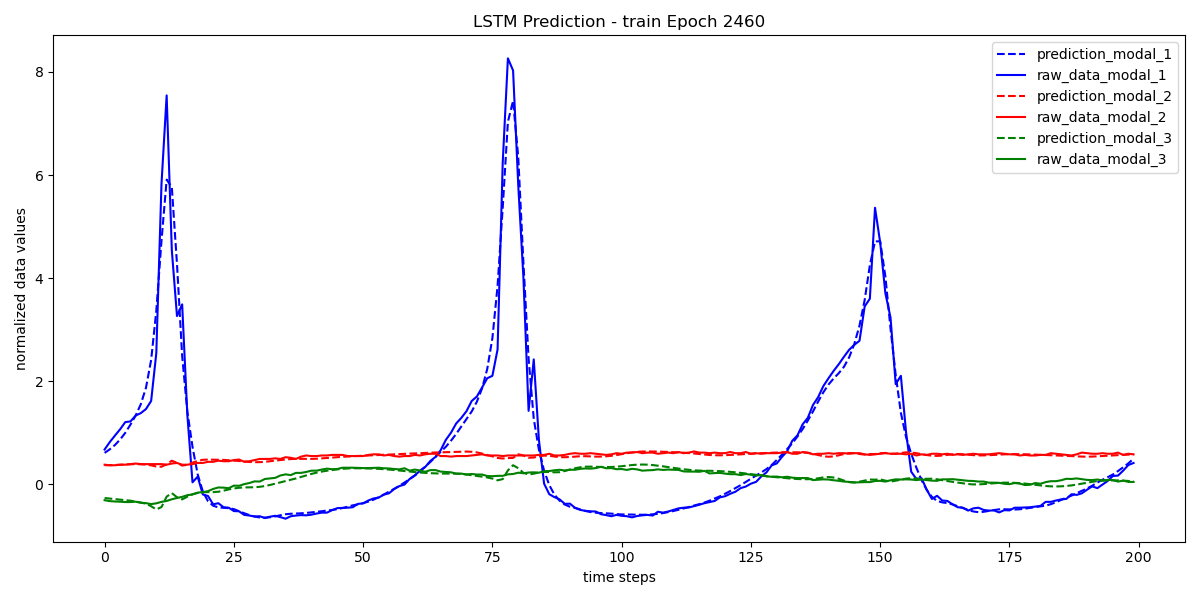 LSTM Prediction - train Epoch 2460
normalized data values
8
6
4
2
0
prediction_modal_1
raw_data_modal_1
prediction_modal_2
raw_data_modal_2
prediction_modal_3
raw_data_modal_3
0 25 50 75 100 125 150 175 200
time steps